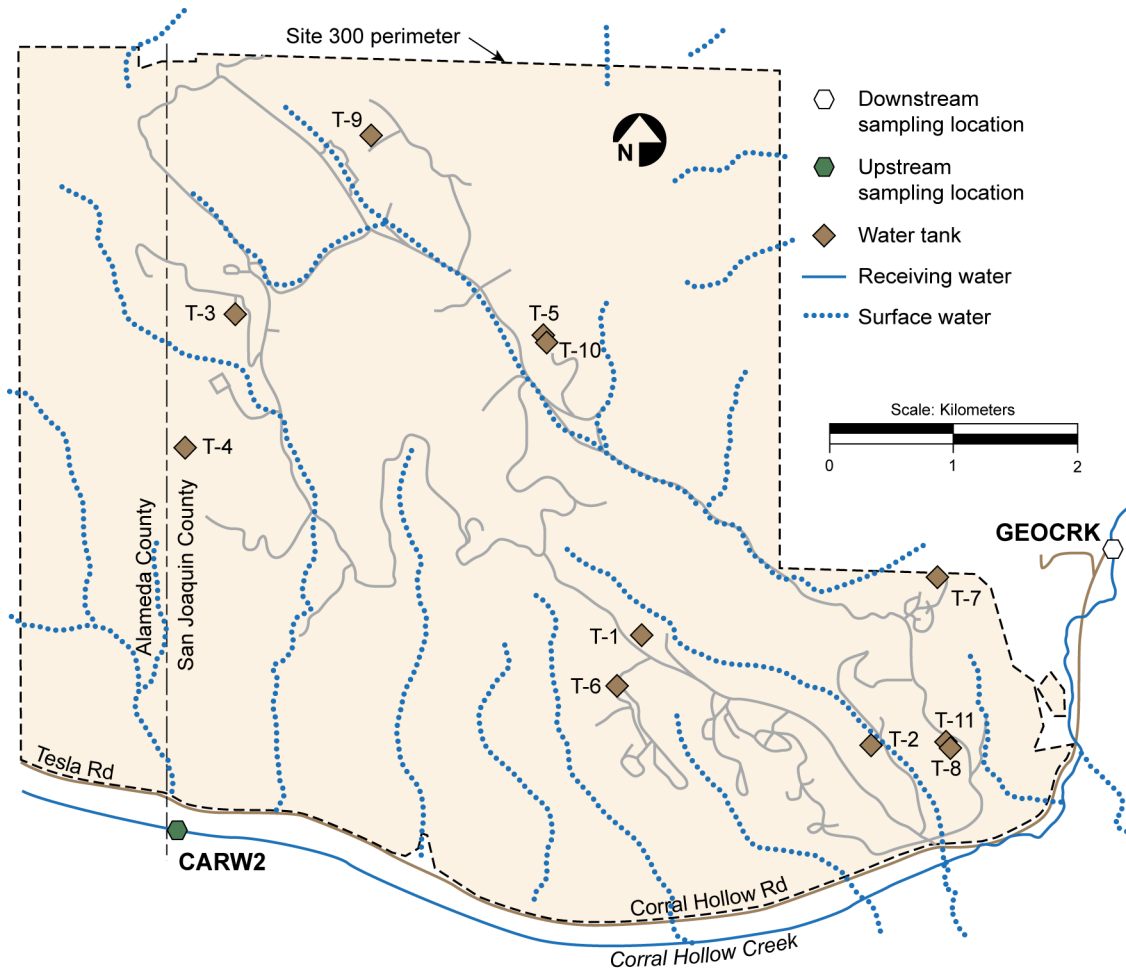 Site 300 perimeter
T-9
N
Downstream
sampling location
Upstream
sampling location
Water tank
Receiving water
Surface water
T-3
T-5
T-10
Scale: Kilometers
0
1
2
T-4
Alameda County
San Joaquin County
GEOCRK
T-7
T-1
T-6
T-11
T-2
T-8
Tesla Rd
CARW2
Corral Hollow Rd
Corral Hollow Creek